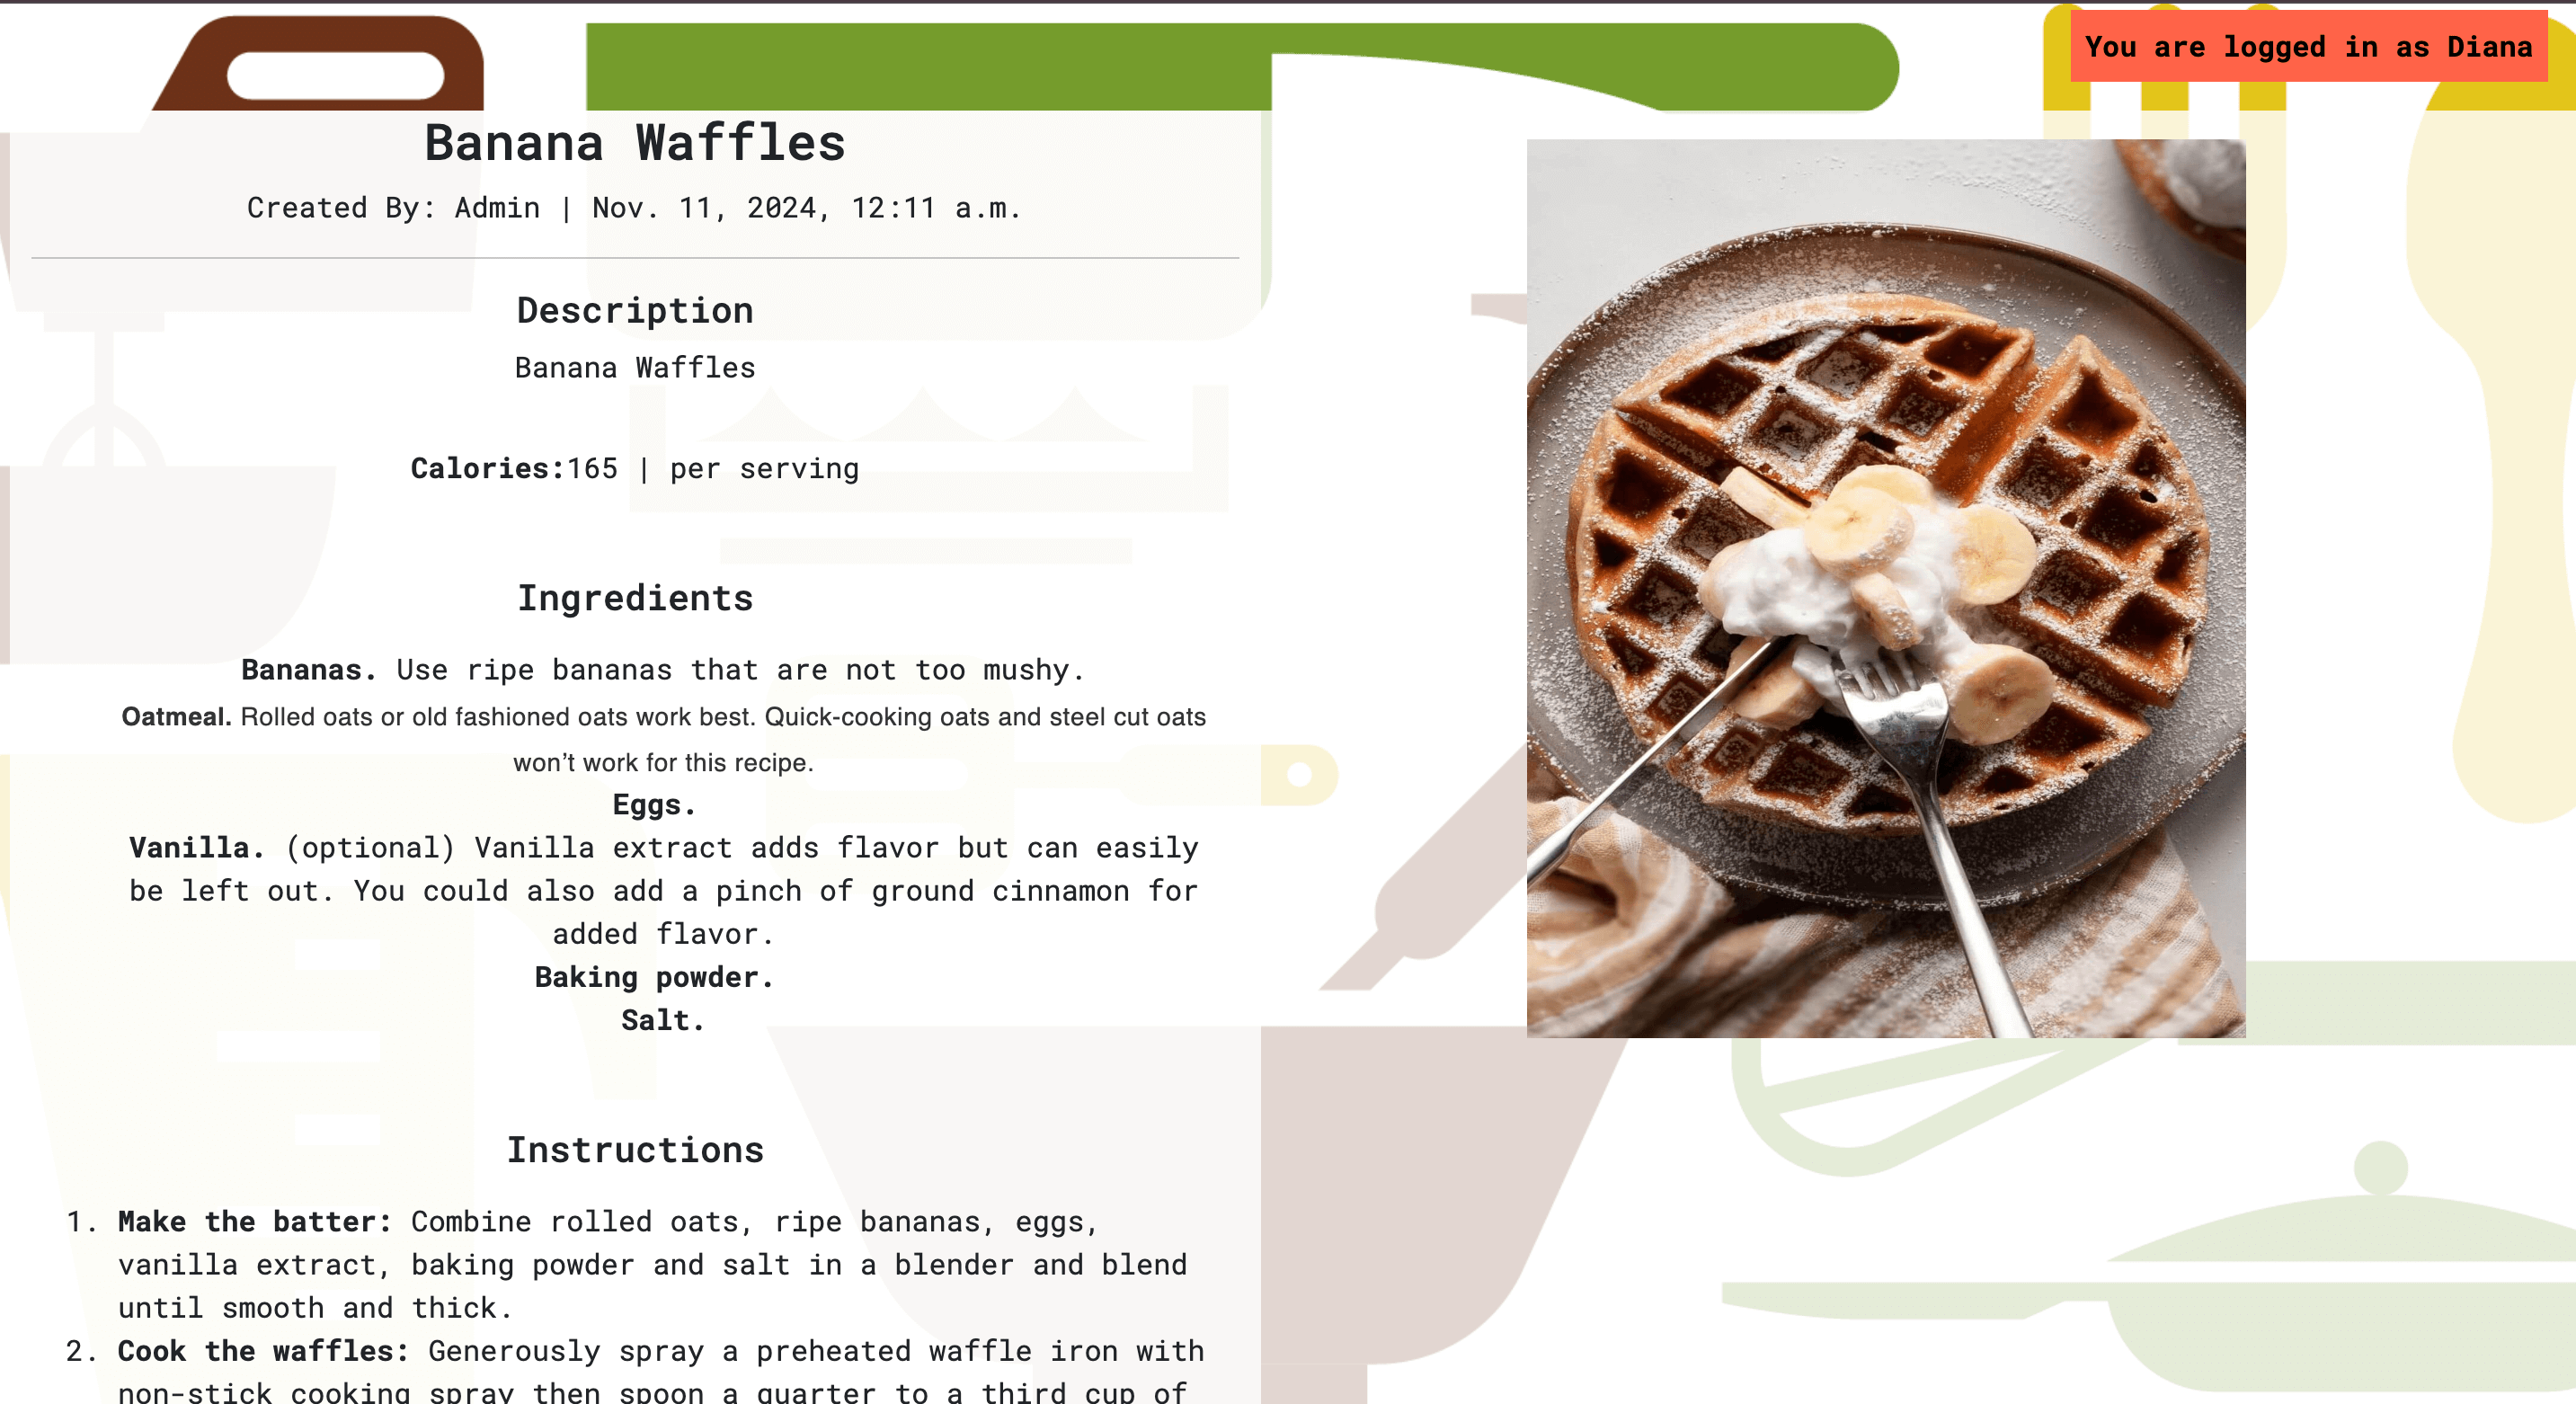 You are logged in as Diana
Banana Waffles
Created By: Admin | Nov. 11, 2024, 12:11 a.m.
Description
Banana Waffles
Calories:165 | per serving
Ingredients
Bananas. Use ripe bananas that are not too mushy.
Oatmeal. Rolled oats or old fashioned oats work best. Quick-cooking oats and steel cut oats
won’t work for this recipe.
Eggs.
Vanilla. (optional) Vanilla extract adds flavor but can easily
be left out. You could also add a pinch of ground cinnamon for
added flavor.
Baking powder.
Salt.
Instructions
1. Make the batter: Combine rolled oats, ripe bananas, eggs,
vanilla extract, baking powder and salt in a blender and blend
until smooth and thick.
2. Cook the waffles: Generously spray a preheated waffle iron with
non-stick cooking spray then spoon a quarter to a third cup of